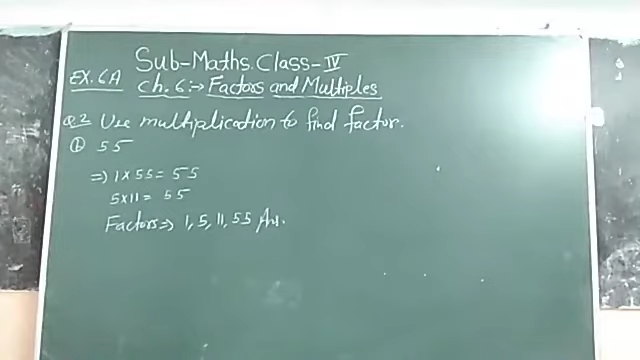 Sub-Maths. Class-IV
EX. 6A Ch. 6:→ Factors and Multiples
Q.2 Use multiplication to find factor.
① 55
⇒) 1 × 55 = 55
5 × 11 = 55
Factors ⇒ 1, 5, 11, 55 Ans.